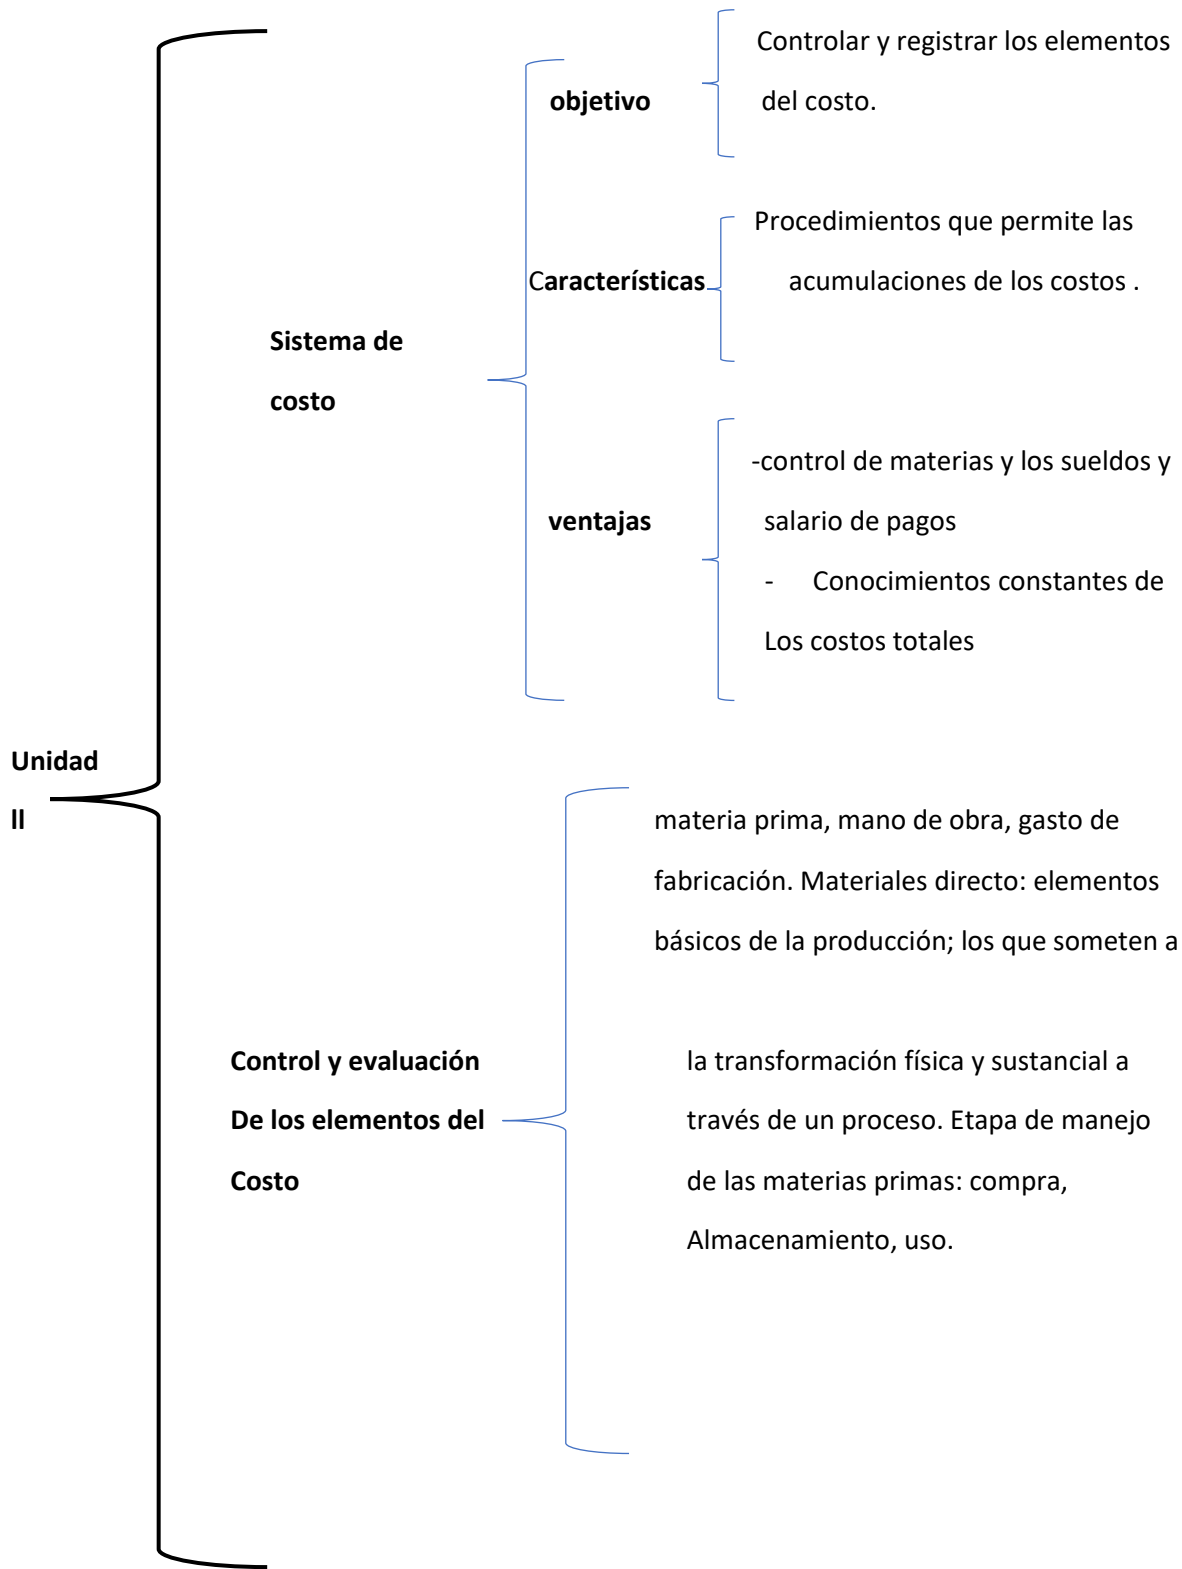 Unidad
II
Sistema de
costo
objetivo
Controlar y registrar los elementos
del costo.
Características
Procedimientos que permite las
acumulaciones de los costos .
ventajas
-control de materias y los sueldos y
salario de pagos
- Conocimientos constantes de
Los costos totales
Control y evaluación
De los elementos del
Costo
materia prima, mano de obra, gasto de
fabricación. Materiales directo: elementos
básicos de la producción; los que someten a
la transformación física y sustancial a
través de un proceso. Etapa de manejo
de las materias primas: compra,
Almacenamiento, uso.